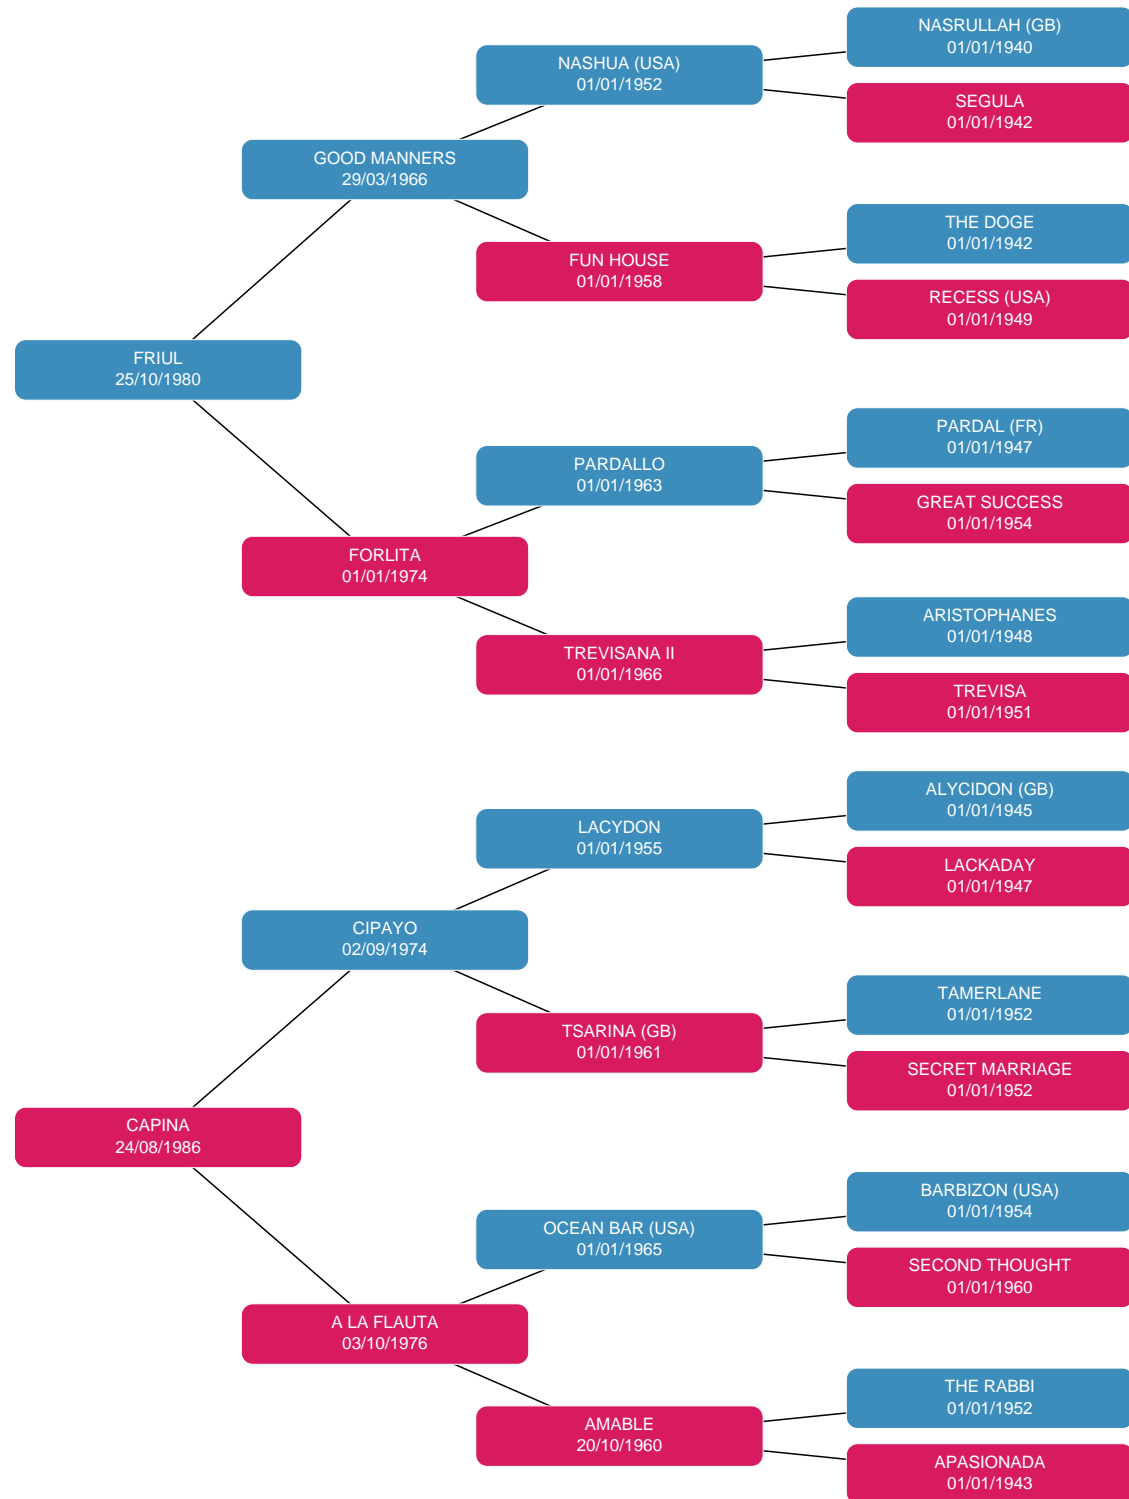 NASRULLAH (GB)
01/01/1940
NASHUA (USA)
01/01/1952
SEGULA
01/01/1942
GOOD MANNERS
29/03/1966
THE DOGE
01/01/1942
FUN HOUSE
01/01/1958
RECESS (USA)
01/01/1949
FRIUL
25/10/1980
PARDAL (FR)
01/01/1947
PARDALLO
01/01/1963
GREAT SUCCESS
01/01/1954
FORLITA
01/01/1974
ARISTOPHANES
01/01/1948
TREVISANA II
01/01/1966
TREVISA
01/01/1951
ALYCIDON (GB)
01/01/1945
LACYDON
01/01/1955
LACKADAY
01/01/1947
CIPAYO
02/09/1974
TAMERLANE
01/01/1952
TSARINA (GB)
01/01/1961
SECRET MARRIAGE
01/01/1952
CAPINA
24/08/1986
BARBIZON (USA)
01/01/1954
OCEAN BAR (USA)
01/01/1965
SECOND THOUGHT
01/01/1960
A LA FLAUTA
03/10/1976
THE RABBI
01/01/1952
AMABLE
20/10/1960
APASIONADA
01/01/1943